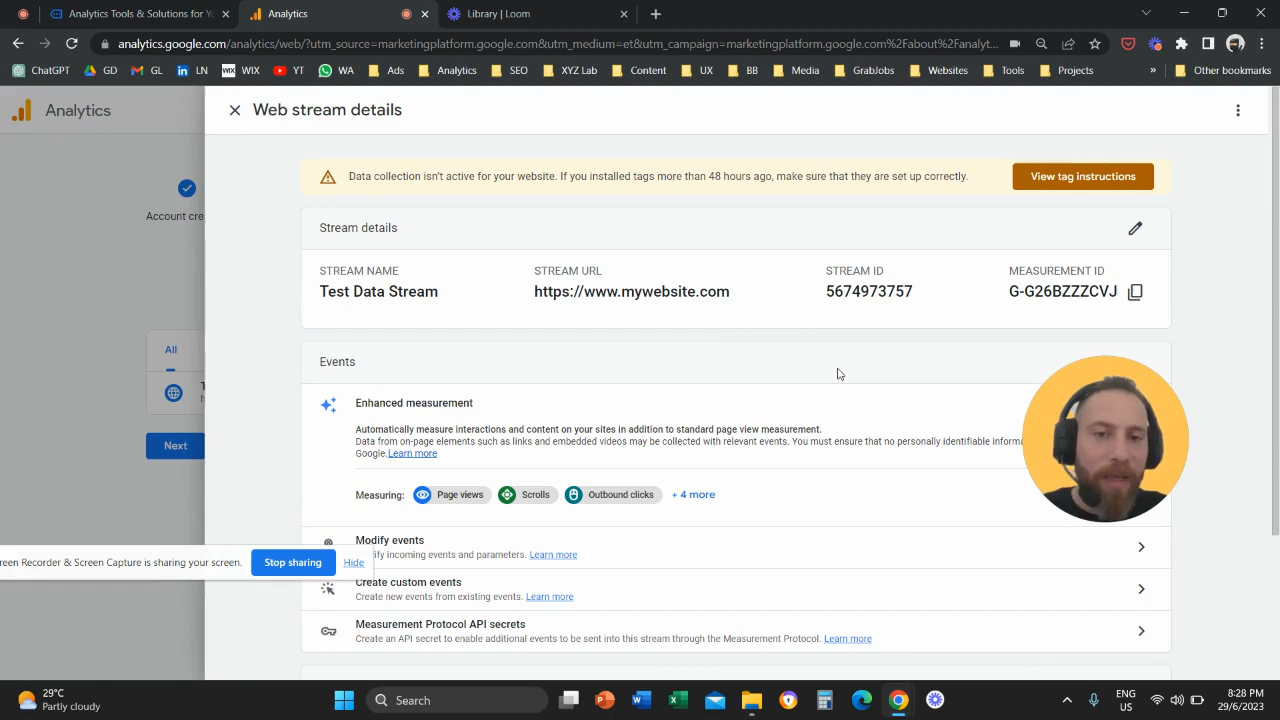 Analytics Tools & Solutions for Yo
Analytics
Library | Loom
analytics.google.com/analytics/web/?utm_source=marketingplatform.google.com&utm_medium=et&utm_campaign=marketingplatform.google.com%2Fabout%2Fanalyt...
ChatGPT GD GL LN WIX YT WA Ads Analytics SEO XYZ Lab Content UX BB Media GrabJobs Websites Tools Projects » Other bookmarks
Analytics
Web stream details
Data collection isn't active for your website. If you installed tags more than 48 hours ago, make sure that they are set up correctly.
View tag instructions
Account cre
Stream details
STREAM NAME STREAM URL STREAM ID MEASUREMENT ID
Test Data Stream https://www.mywebsite.com 5674973757 G-G26BZZZCVJ
All
Events
Enhanced measurement
Automatically measure interactions and content on your sites in addition to standard page view measurement.
Data from on-page elements such as links and embedded videos may be collected with relevant events. You must ensure that no personally identifiable informa
Google. Learn more
Next
Measuring: Page views Scrolls Outbound clicks + 4 more
Modify events
ify incoming events and parameters. Learn more
reen Recorder & Screen Capture is sharing your screen. Stop sharing Hide
Create custom events
Create new events from existing events. Learn more
Measurement Protocol API secrets
Create an API secret to enable additional events to be sent into this stream through the Measurement Protocol. Learn more
29°C
Partly cloudy
Search
ENG
US
8:28 PM
29/6/2023